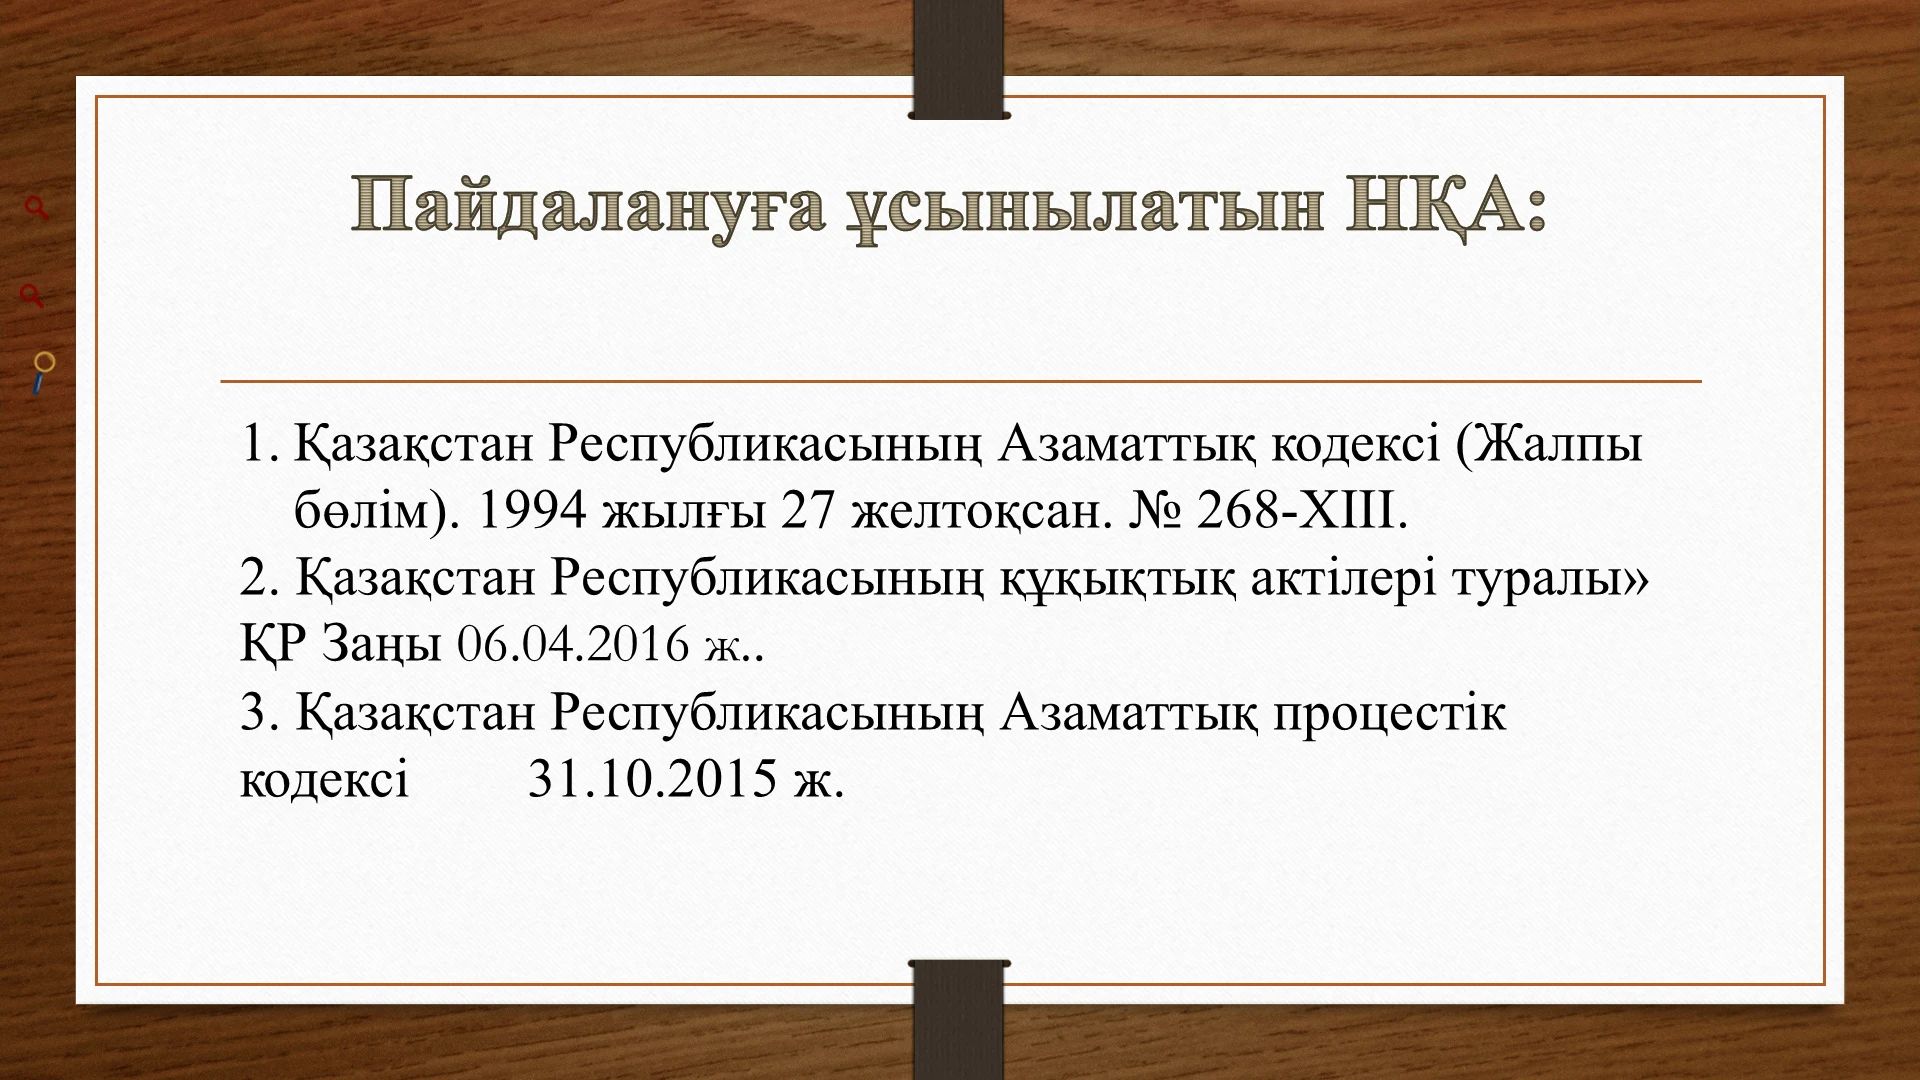 Пайдалануға ұсынылатын НҚА:
1. Қазақстан Республикасының Азаматтық кодексі (Жалпы
бөлім). 1994 жылғы 27 желтоқсан. № 268-XIII.
2. Қазақстан Республикасының құқықтық актілері туралы»
ҚР Заңы 06.04.2016 ж..
3. Қазақстан Республикасының Азаматтық процестік
кодексі 31.10.2015 ж.